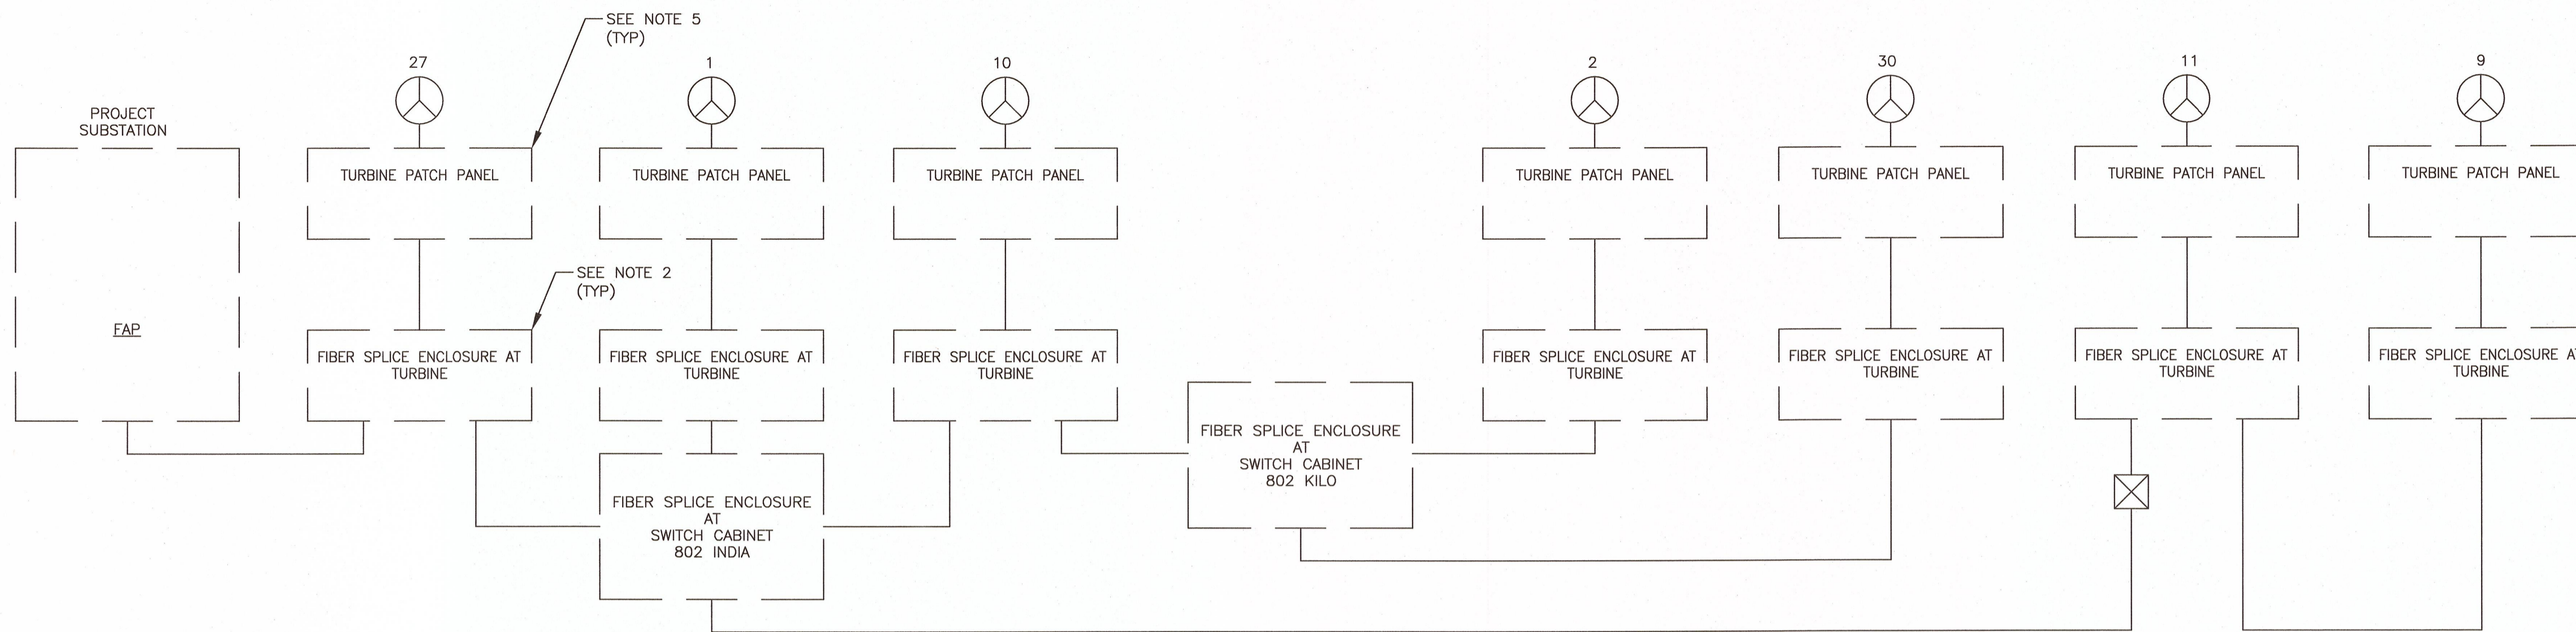 SEE NOTE 5
(TYP)
27
1
10
2
30
11
9
PROJECT
SUBSTATION
TURBINE PATCH PANEL
TURBINE PATCH PANEL
TURBINE PATCH PANEL
TURBINE PATCH PANEL
TURBINE PATCH PANEL
TURBINE PATCH PANEL
TURBINE PATCH PANEL
SEE NOTE 2
(TYP)
FAP
FIBER SPLICE ENCLOSURE AT
TURBINE
FIBER SPLICE ENCLOSURE AT
TURBINE
FIBER SPLICE ENCLOSURE AT
TURBINE
FIBER SPLICE ENCLOSURE AT
TURBINE
FIBER SPLICE ENCLOSURE AT
TURBINE
FIBER SPLICE ENCLOSURE AT
TURBINE
FIBER SPLICE ENCLOSURE AT
TURBINE
FIBER SPLICE ENCLOSURE
AT
SWITCH CABINET
802 KILO
FIBER SPLICE ENCLOSURE
AT
SWITCH CABINET
802 INDIA